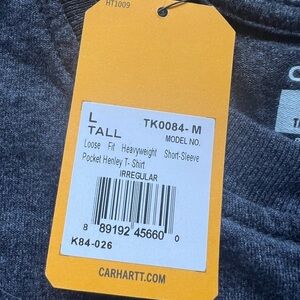 HT1009
L
TALL
TK0084- M
MODEL NO.
Loose Fit Heavyweight Short-Sleeve
Pocket Henley T- Shirt
IRREGULAR
8 89192 45660 0
K84-026
CARHARTT.COM